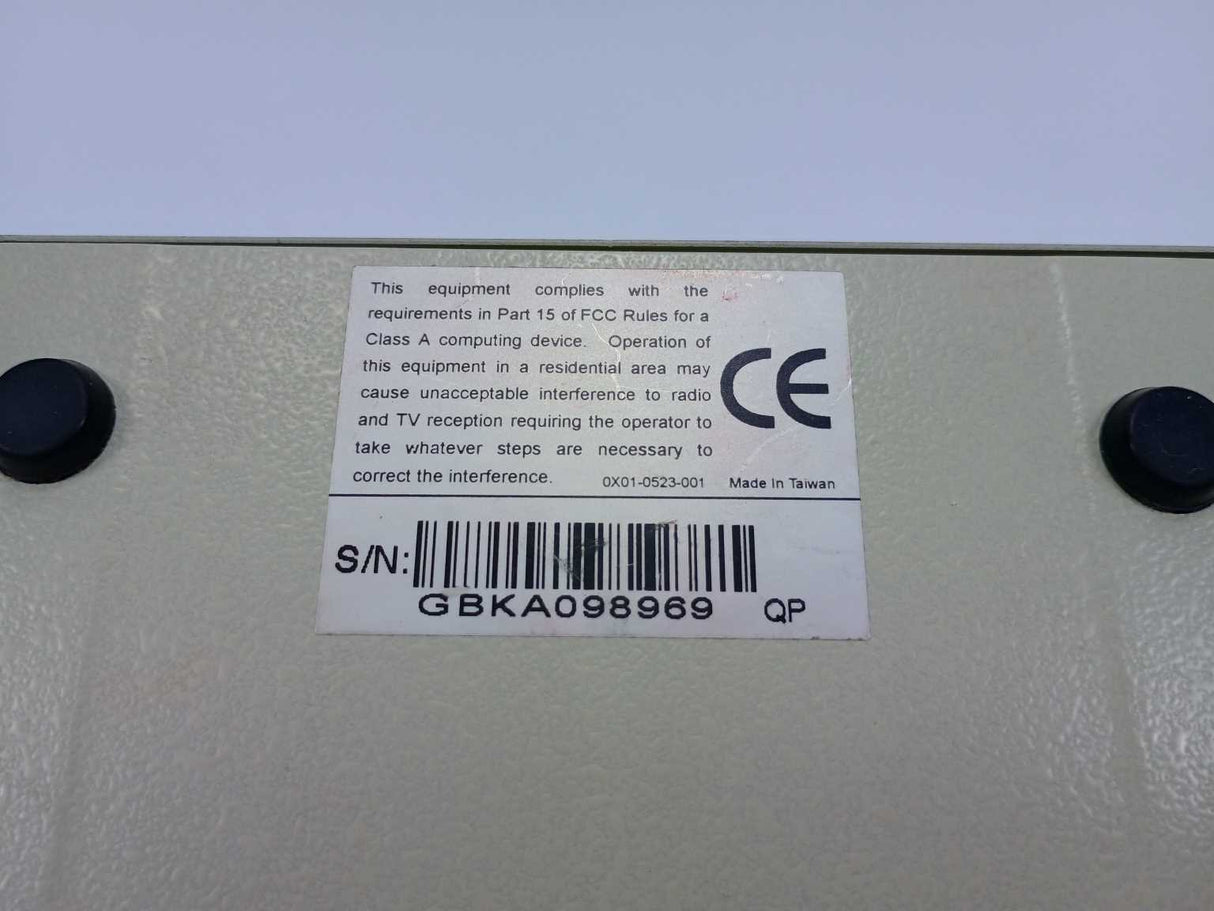 This equipment complies with the
requirements in Part 15 of FCC Rules for a
Class A computing device. Operation of
this equipment in a residential area may
cause unacceptable interference to radio
and TV reception requiring the operator to
take whatever steps are necessary to
correct the interference.
CE
0X01-0523-001 Made In Taiwan
S/N:
GBKA098969 QP